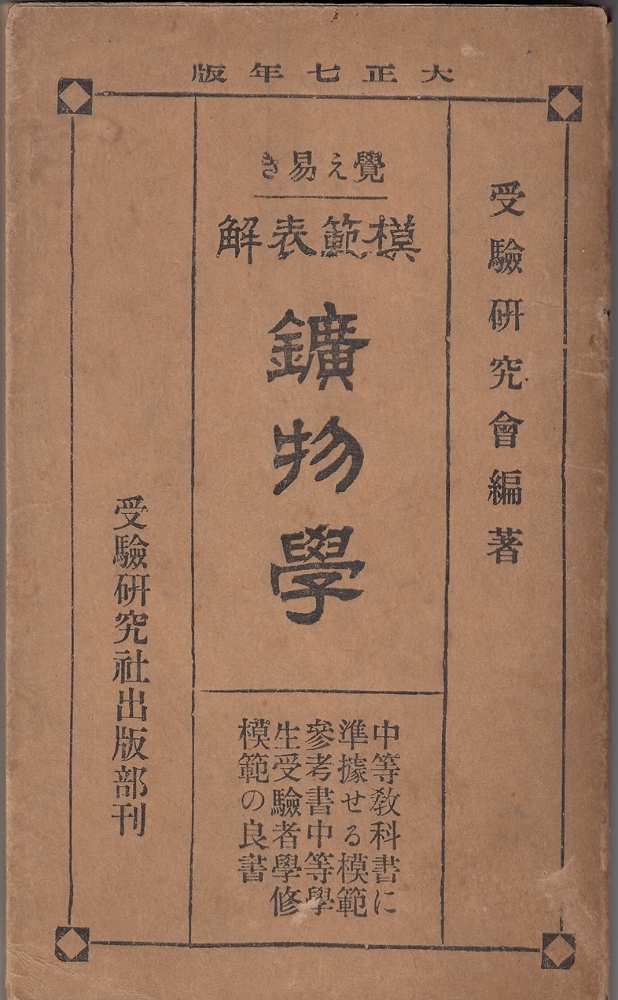 大正七年版
受驗研究會編著
覺え易き
模範表解
鑛物學
中等敎科書に
準據せる模範
參考書中等學
生受驗者學修
模範の良書
受驗研究社出版部刊